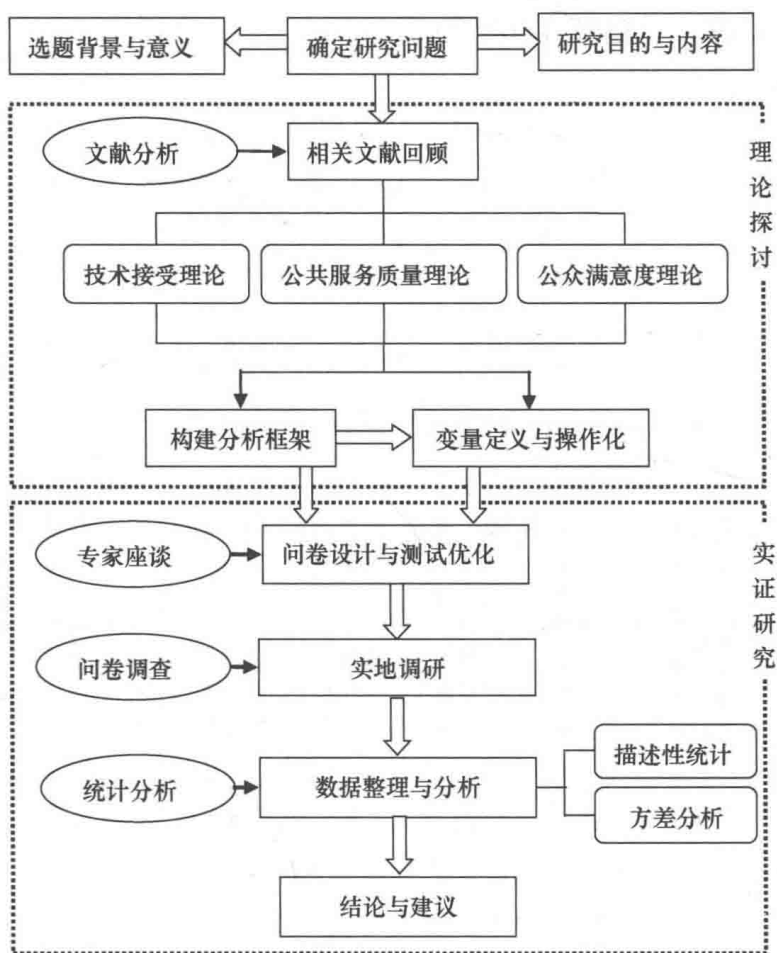 选题背景与意义
确定研究问题
研究目的与内容
文献分析
相关文献回顾
理论探讨
技术接受理论
公共服务质量理论
公众满意度理论
构建分析框架
变量定义与操作化
专家座谈
问卷设计与测试优化
实证研究
问卷调查
实地调研
统计分析
数据整理与分析
描述性统计
方差分析
结论与建议